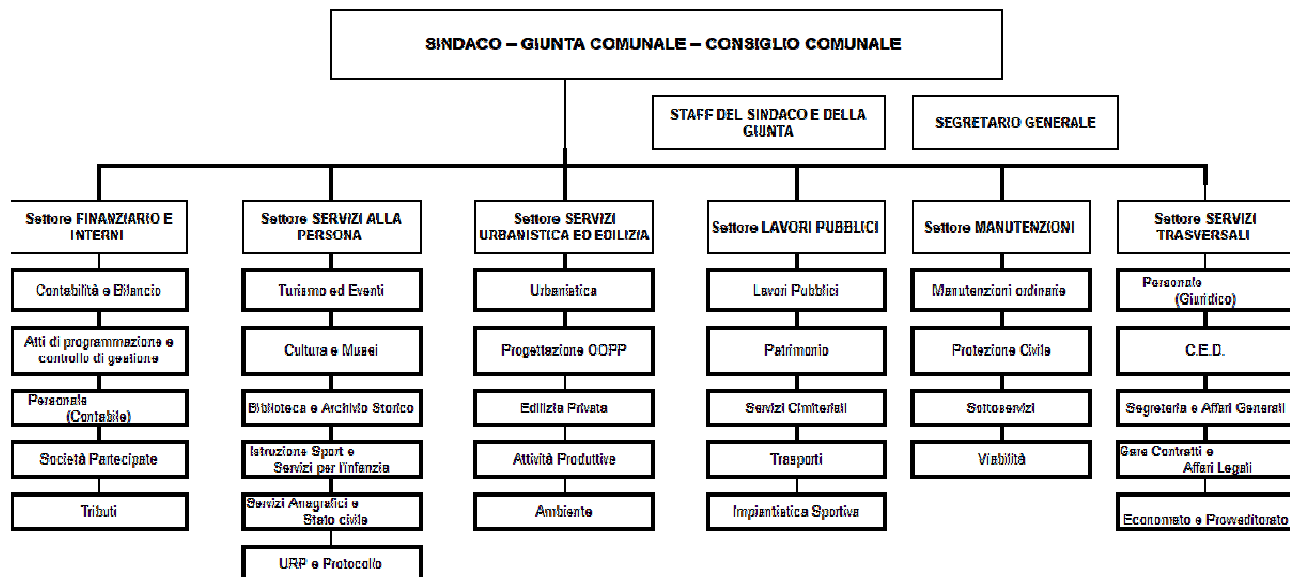 SINDACO – GIUNTA COMUNALE – CONSIGLIO COMUNALE
STAFF DEL SINDACO E DELLA
GIUNTA
SEGRETARIO GENERALE
Settore FINANZIARIO E
INTERNI
Contabilità e Bilancio
Atti di programmazione e
controllo di gestione
Personale
(Contabile)
Società Partecipate
Tributi
Settore SERVIZI ALLA
PERSONA
Turismo ed Eventi
Cultura e Musei
Biblioteca e Archivio Storico
Istruzione Sport e
Servizi per l'infanzia
Servizi Anagrafici e
Stato civile
URP e Protocollo
Settore SERVIZI
URBANISTICA ED EDILIZIA
Urbanistica
Progettazione OOPP
Edilizia Privata
Attività Produttive
Ambiente
Settore LAVORI PUBBLICI
Lavori Pubblici
Patrimonio
Servizi Cimiteriali
Trasporti
Impiantistica Sportiva
Settore MANUTENZIONI
Manutenzioni ordinarie
Protezione Civile
Sottoservizi
Viabilità
Settore SERVIZI
TRASVERSALI
Personale
(Giuridico)
C.E.D.
Segreteria e Affari Generali
Gare Contratti e
Affari Legali
Economato e Provveditorato